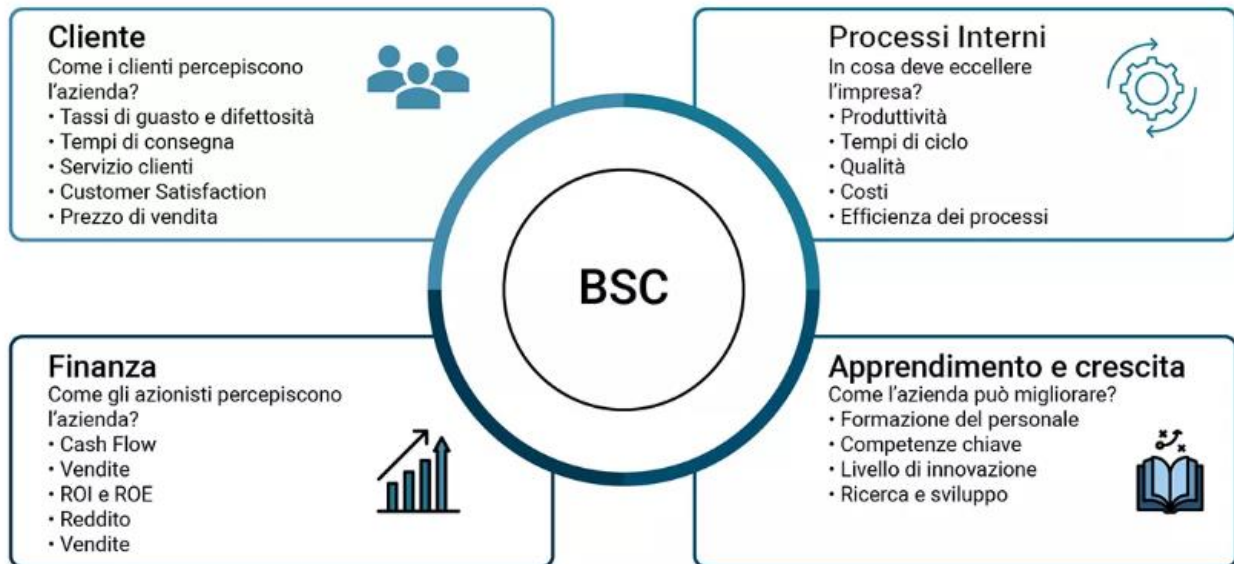 Cliente
Come i clienti percepiscono
l'azienda?
• Tassi di guasto e difettosità
• Tempi di consegna
• Servizio clienti
• Customer Satisfaction
• Prezzo di vendita
Processi Interni
In cosa deve eccellere
l'impresa?
• Produttività
• Tempi di ciclo
• Qualità
• Costi
• Efficienza dei processi
BSC
Finanza
Come gli azionisti percepiscono
l'azienda?
• Cash Flow
• Vendite
• ROI e ROE
• Reddito
• Vendite
Apprendimento e crescita
Come l'azienda può migliorare?
• Formazione del personale
• Competenze chiave
• Livello di innovazione
• Ricerca e sviluppo